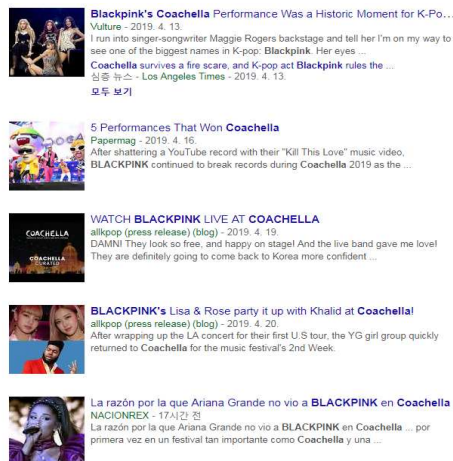 Blackpink's Coachella Performance Was a Historic Moment for K-Po...
Vulture - 2019. 4. 13.
I run into singer-songwriter Maggie Rogers backstage and tell her I'm on my way to
see one of the biggest names in K-pop: Blackpink. Her eyes ...
Coachella survives a fire scare, and K-pop act Blackpink rules the ...
심층 뉴스 - Los Angeles Times - 2019. 4. 13.
모두 보기
5 Performances That Won Coachella
Papermag - 2019. 4. 16.
After shattering a YouTube record with their "Kill This Love" music video,
BLACKPINK continued to break records during Coachella 2019 as the ...
WATCH BLACKPINK LIVE AT COACHELLA
allkpop (press release) (blog) - 2019. 4. 19.
COACHELLA
DAMN! They look so free, and happy on stage! And the live band gave me love!
They are definitely going to come back to Korea more confident ...
COACHELLA
CURATED
BLACKPINK's Lisa & Rose party it up with Khalid at Coachella!
allkpop (press release) (blog) - 2019. 4. 20.
After wrapping up the LA concert for their first U.S tour, the YG girl group quickly
returned to Coachella for the music festival's 2nd Week.
La razón por la que Ariana Grande no vio a BLACKPINK en Coachella
NACIONREX - 17시간 전
La razón por la que Ariana Grande no vio a BLACKPINK en Coachella ... por
primera vez en un festival tan importante como Coachella y una ...